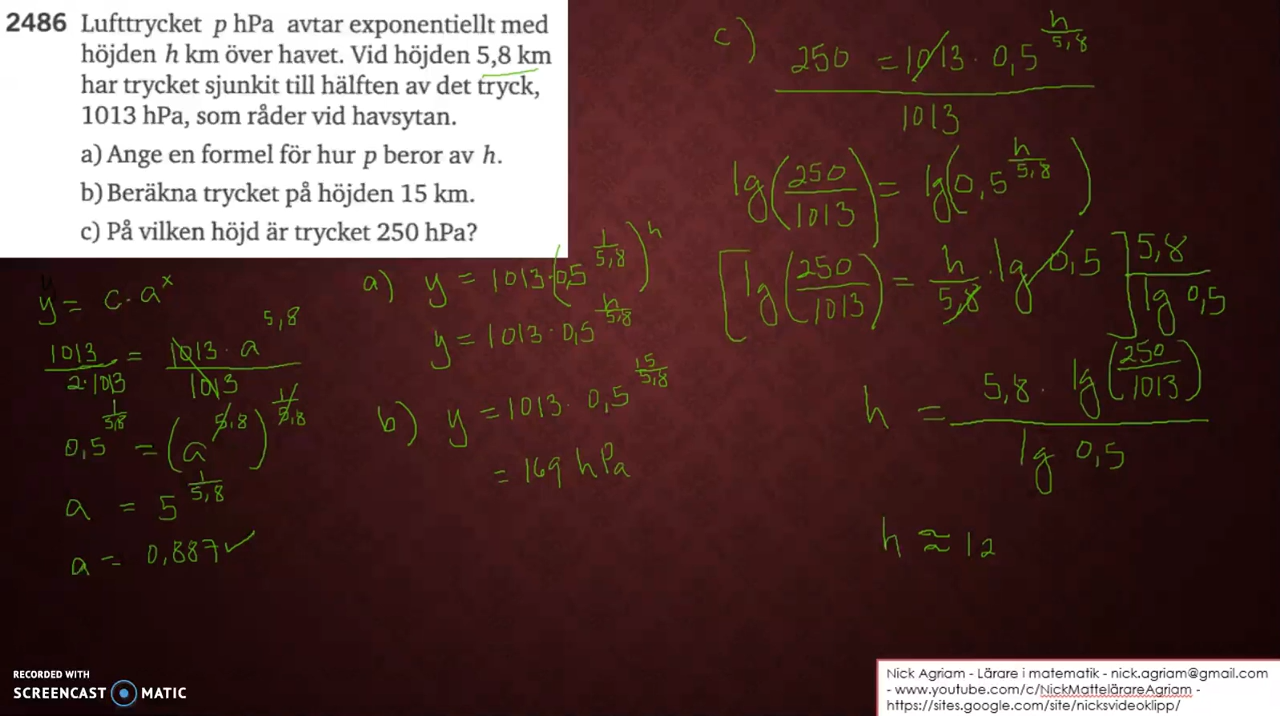 2486 Lufttrycket p hPa avtar exponentiellt med
höjden h km över havet. Vid höjden 5,8 km
har trycket sjunkit till hälften av det tryck,
1013 hPa, som råder vid havsytan.
a) Ange en formel för hur p beror av h.
b) Beräkna trycket på höjden 15 km.
c) På vilken höjd är trycket 250 hPa?
y = c · a^x
1013/(2·1013) = 1013 · a^5,8 / 1013
0,5^(1/5,8) = (a^5,8)^(1/5,8)
a = 5^(1/5,8)
a = 0,887 ✓
a) y = 1013·(0,5^(1/5,8))^h
y = 1013 · 0,5^(h/5,8)
b) y = 1013 · 0,5^(15/5,8)
= 169 hPa
c) 250 = 1013 · 0,5^(h/5,8)
1013
lg(250/1013) = lg(0,5^(h/5,8))
[lg(250/1013) = h/5,8 · lg 0,5] 5,8/lg 0,5
h = 5,8 · lg(250/1013) / lg 0,5
h ≈ 12
RECORDED WITH
SCREENCAST MATIC
Nick Agriam - Lärare i matematik - nick.agriam@gmail.com
- www.youtube.com/c/NickMattelärareAgriam -
https://sites.google.com/site/nicksvideoklipp/